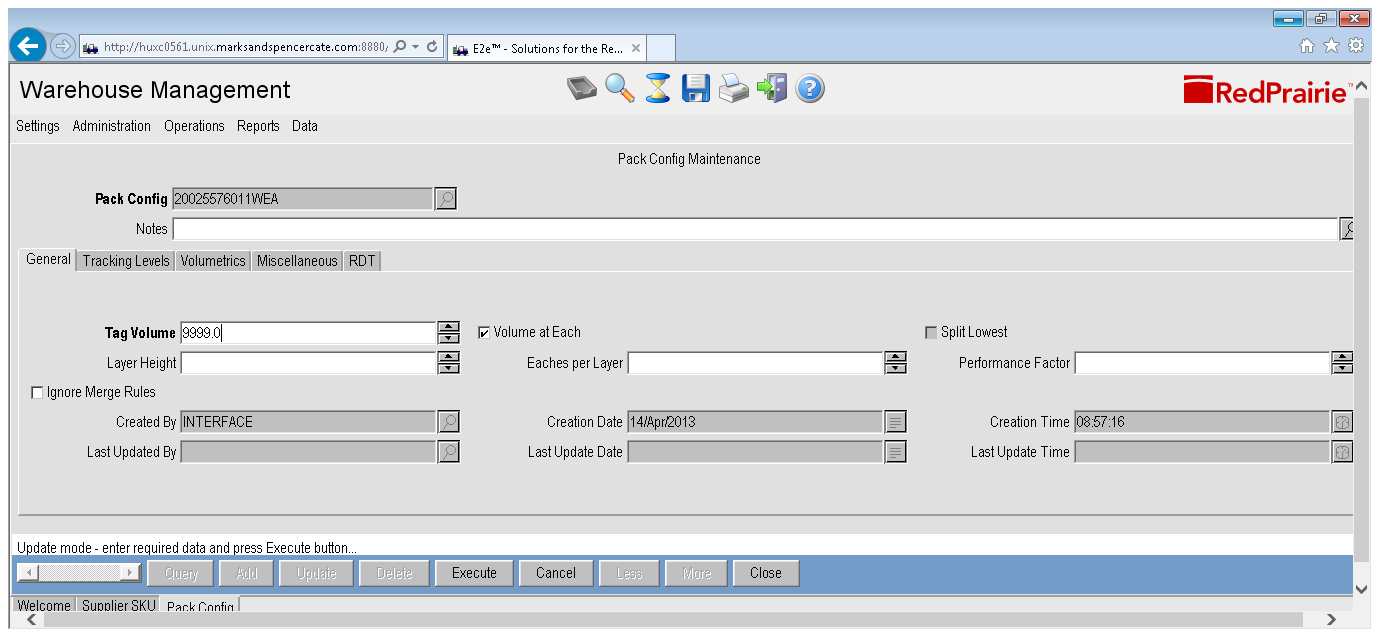 http://huxc0561.unix.marksandspencercate.com:8880/
E2e™ - Solutions for the Re...
Warehouse Management
RedPrairie™
Settings Administration Operations Reports Data
Pack Config Maintenance
Pack Config 20025576011WEA
Notes
General Tracking Levels Volumetrics Miscellaneous RDT
Tag Volume 9999.0 Volume at Each Split Lowest
Layer Height Eaches per Layer Performance Factor
Ignore Merge Rules
Created By INTERFACE Creation Date 14/Apr/2013 Creation Time 08:57:16
Last Updated By Last Update Date Last Update Time
Update mode - enter required data and press Execute button...
Query Add Update Delete Execute Cancel Less More Close
Welcome Supplier SKU Pack Config